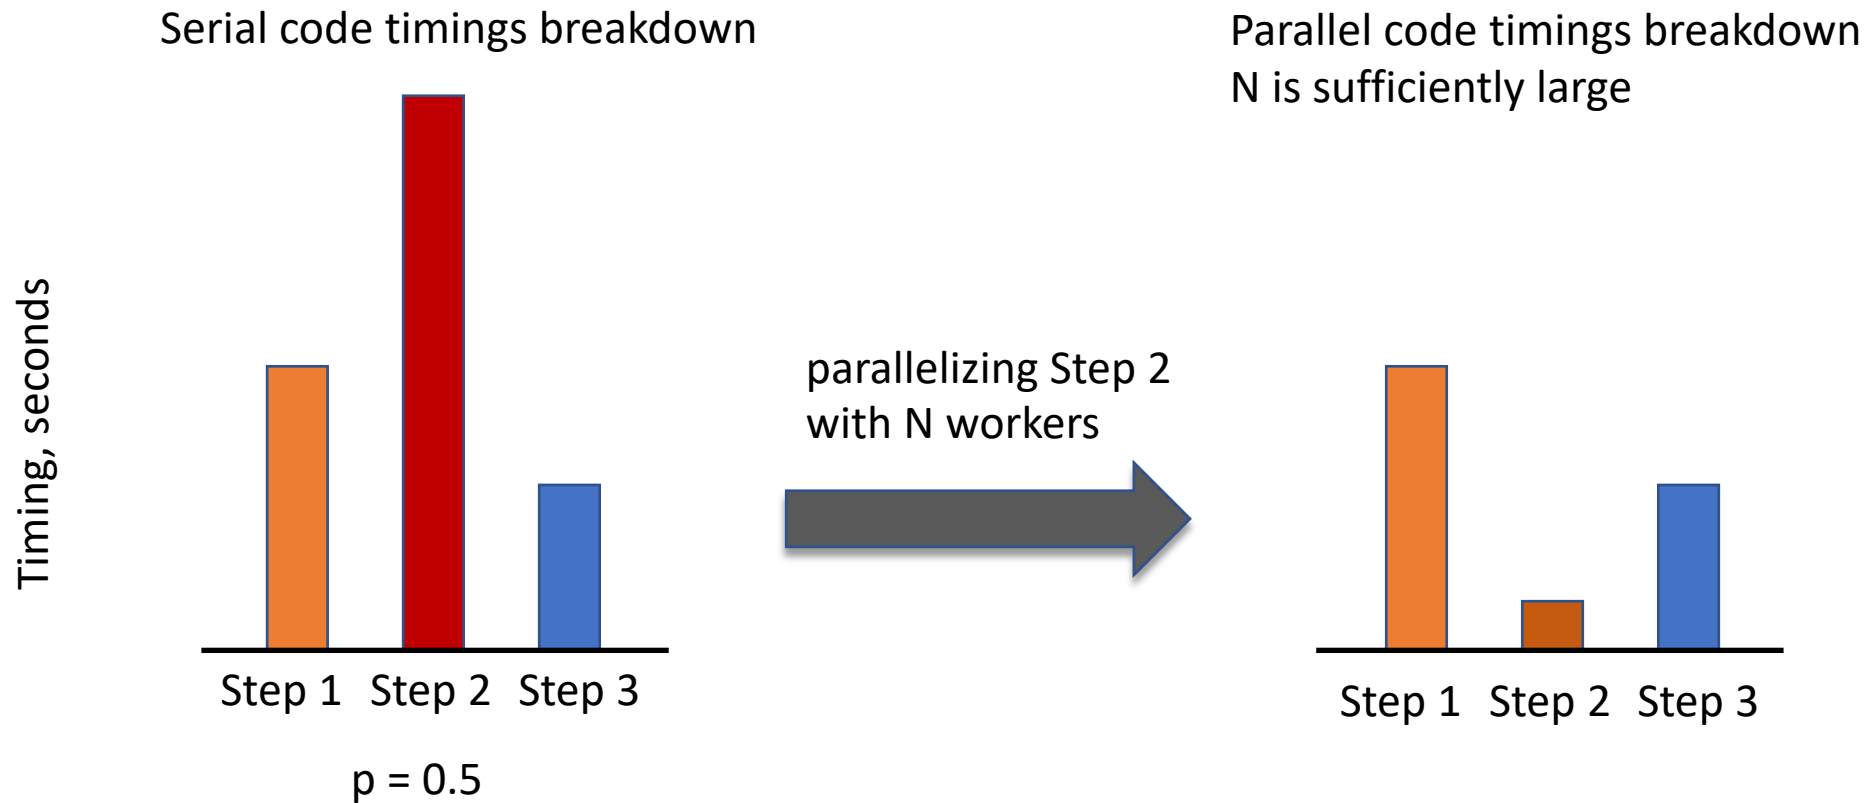 Serial code timings breakdown
Parallel code timings breakdown
N is sufficiently large
Timing, seconds
parallelizing Step 2
with N workers
Step 1 Step 2 Step 3
Step 1 Step 2 Step 3
p = 0.5